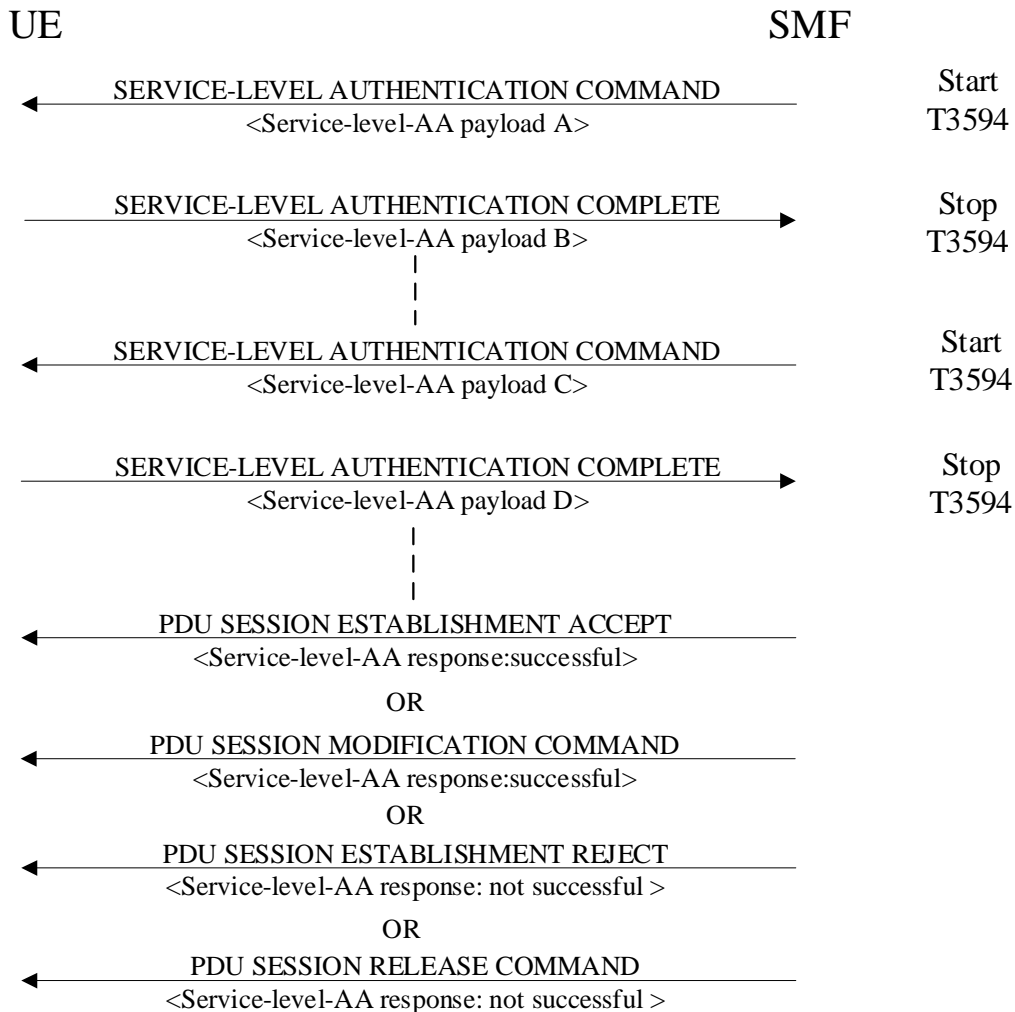 UE
SMF
SERVICE-LEVEL AUTHENTICATION COMMAND
<Service-level-AA payload A>
Start
T3594
SERVICE-LEVEL AUTHENTICATION COMPLETE
<Service-level-AA payload B>
Stop
T3594
SERVICE-LEVEL AUTHENTICATION COMMAND
<Service-level-AA payload C>
Start
T3594
SERVICE-LEVEL AUTHENTICATION COMPLETE
<Service-level-AA payload D>
Stop
T3594
PDU SESSION ESTABLISHMENT ACCEPT
<Service-level-AA response:successful>
OR
PDU SESSION MODIFICATION COMMAND
<Service-level-AA response:successful>
OR
PDU SESSION ESTABLISHMENT REJECT
<Service-level-AA response: not successful >
OR
PDU SESSION RELEASE COMMAND
<Service-level-AA response: not successful >